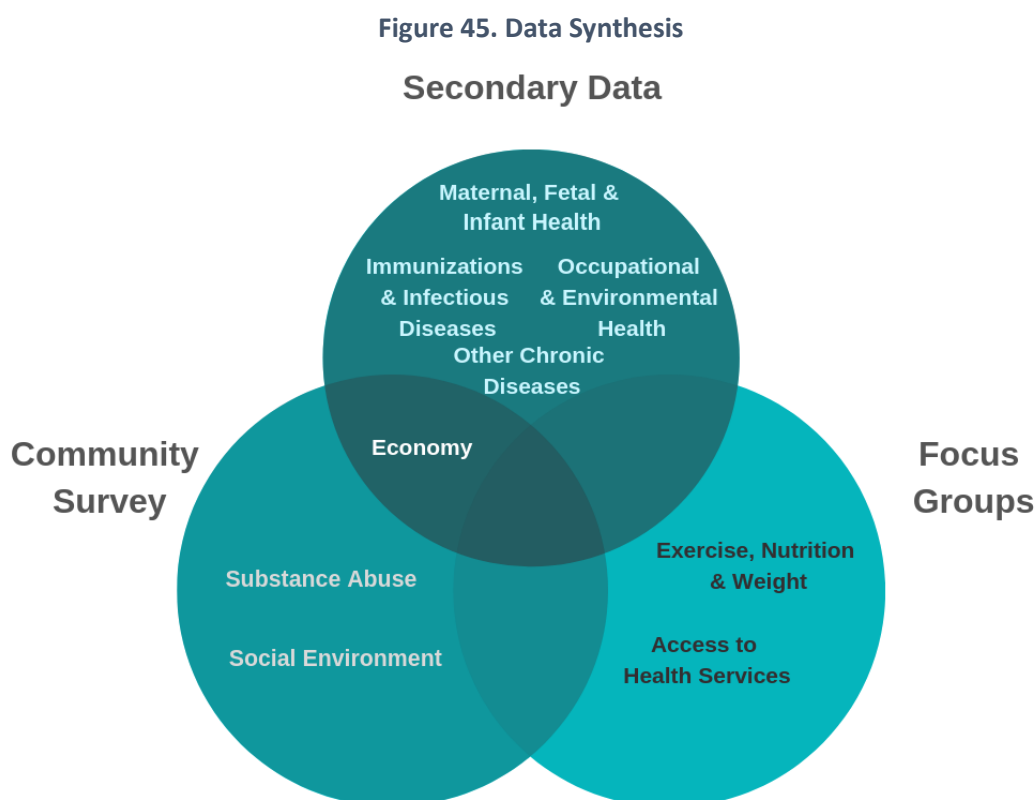 Figure 45. Data Synthesis
Secondary Data
Maternal, Fetal &
Infant Health
Immunizations
& Infectious
Diseases
Occupational
& Environmental
Health
Other Chronic
Diseases
Community
Survey
Economy
Focus
Groups
Substance Abuse
Social Environment
Exercise, Nutrition
& Weight
Access to
Health Services